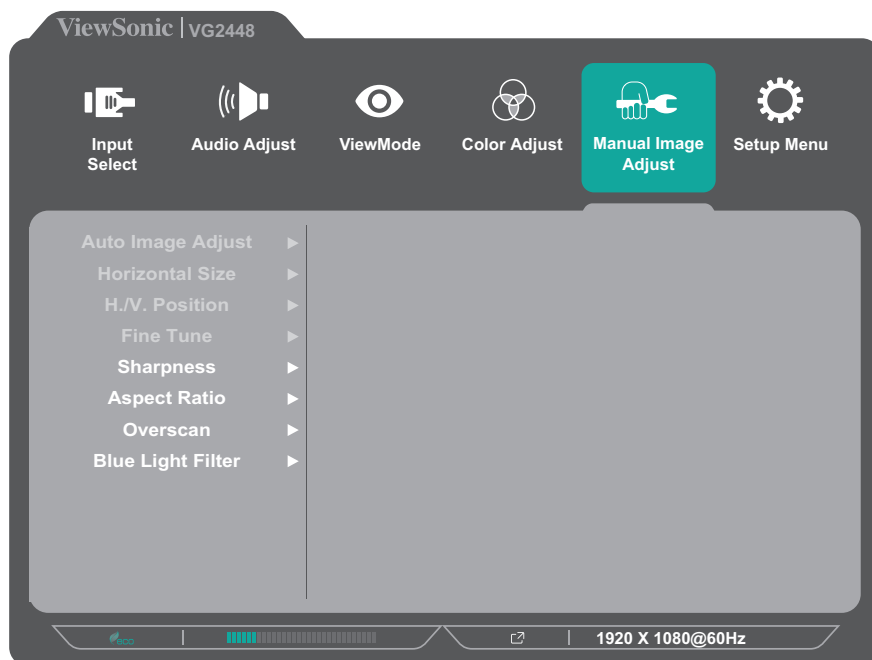 ViewSonic | VG2448
Input Select
Audio Adjust
ViewMode
Color Adjust
Manual Image Adjust
Setup Menu
Auto Image Adjust
Horizontal Size
H./V. Position
Fine Tune
Sharpness
Aspect Ratio
Overscan
Blue Light Filter
eco
1920 X 1080@60Hz